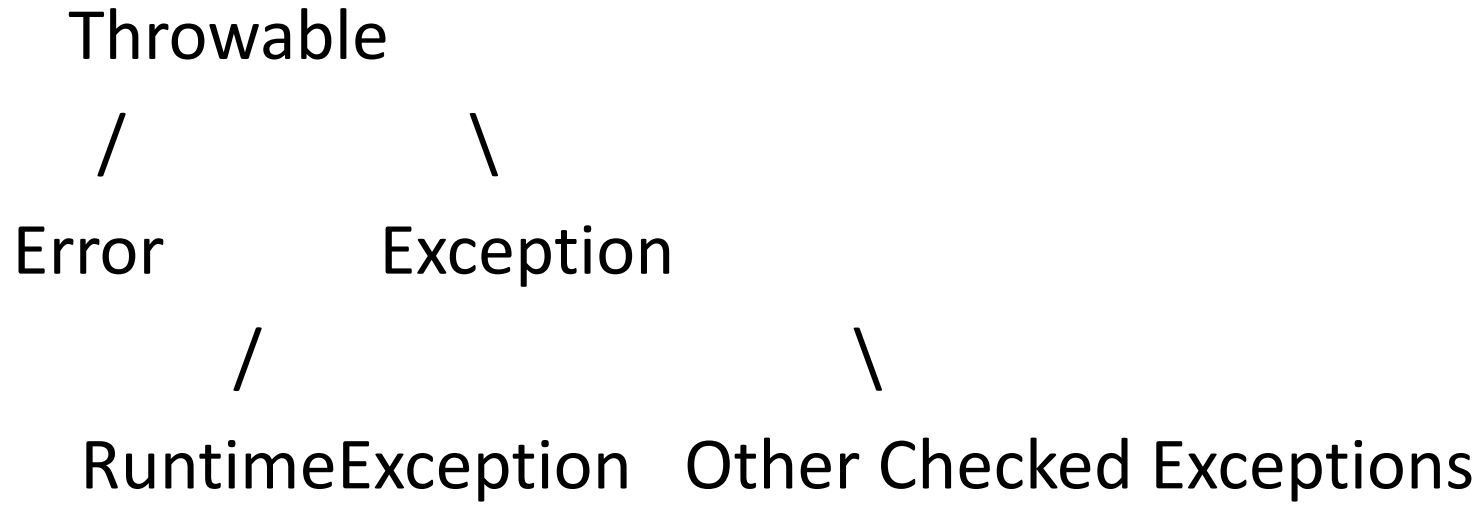 Throwable
/ \
Error Exception
/ \
RuntimeException Other Checked Exceptions